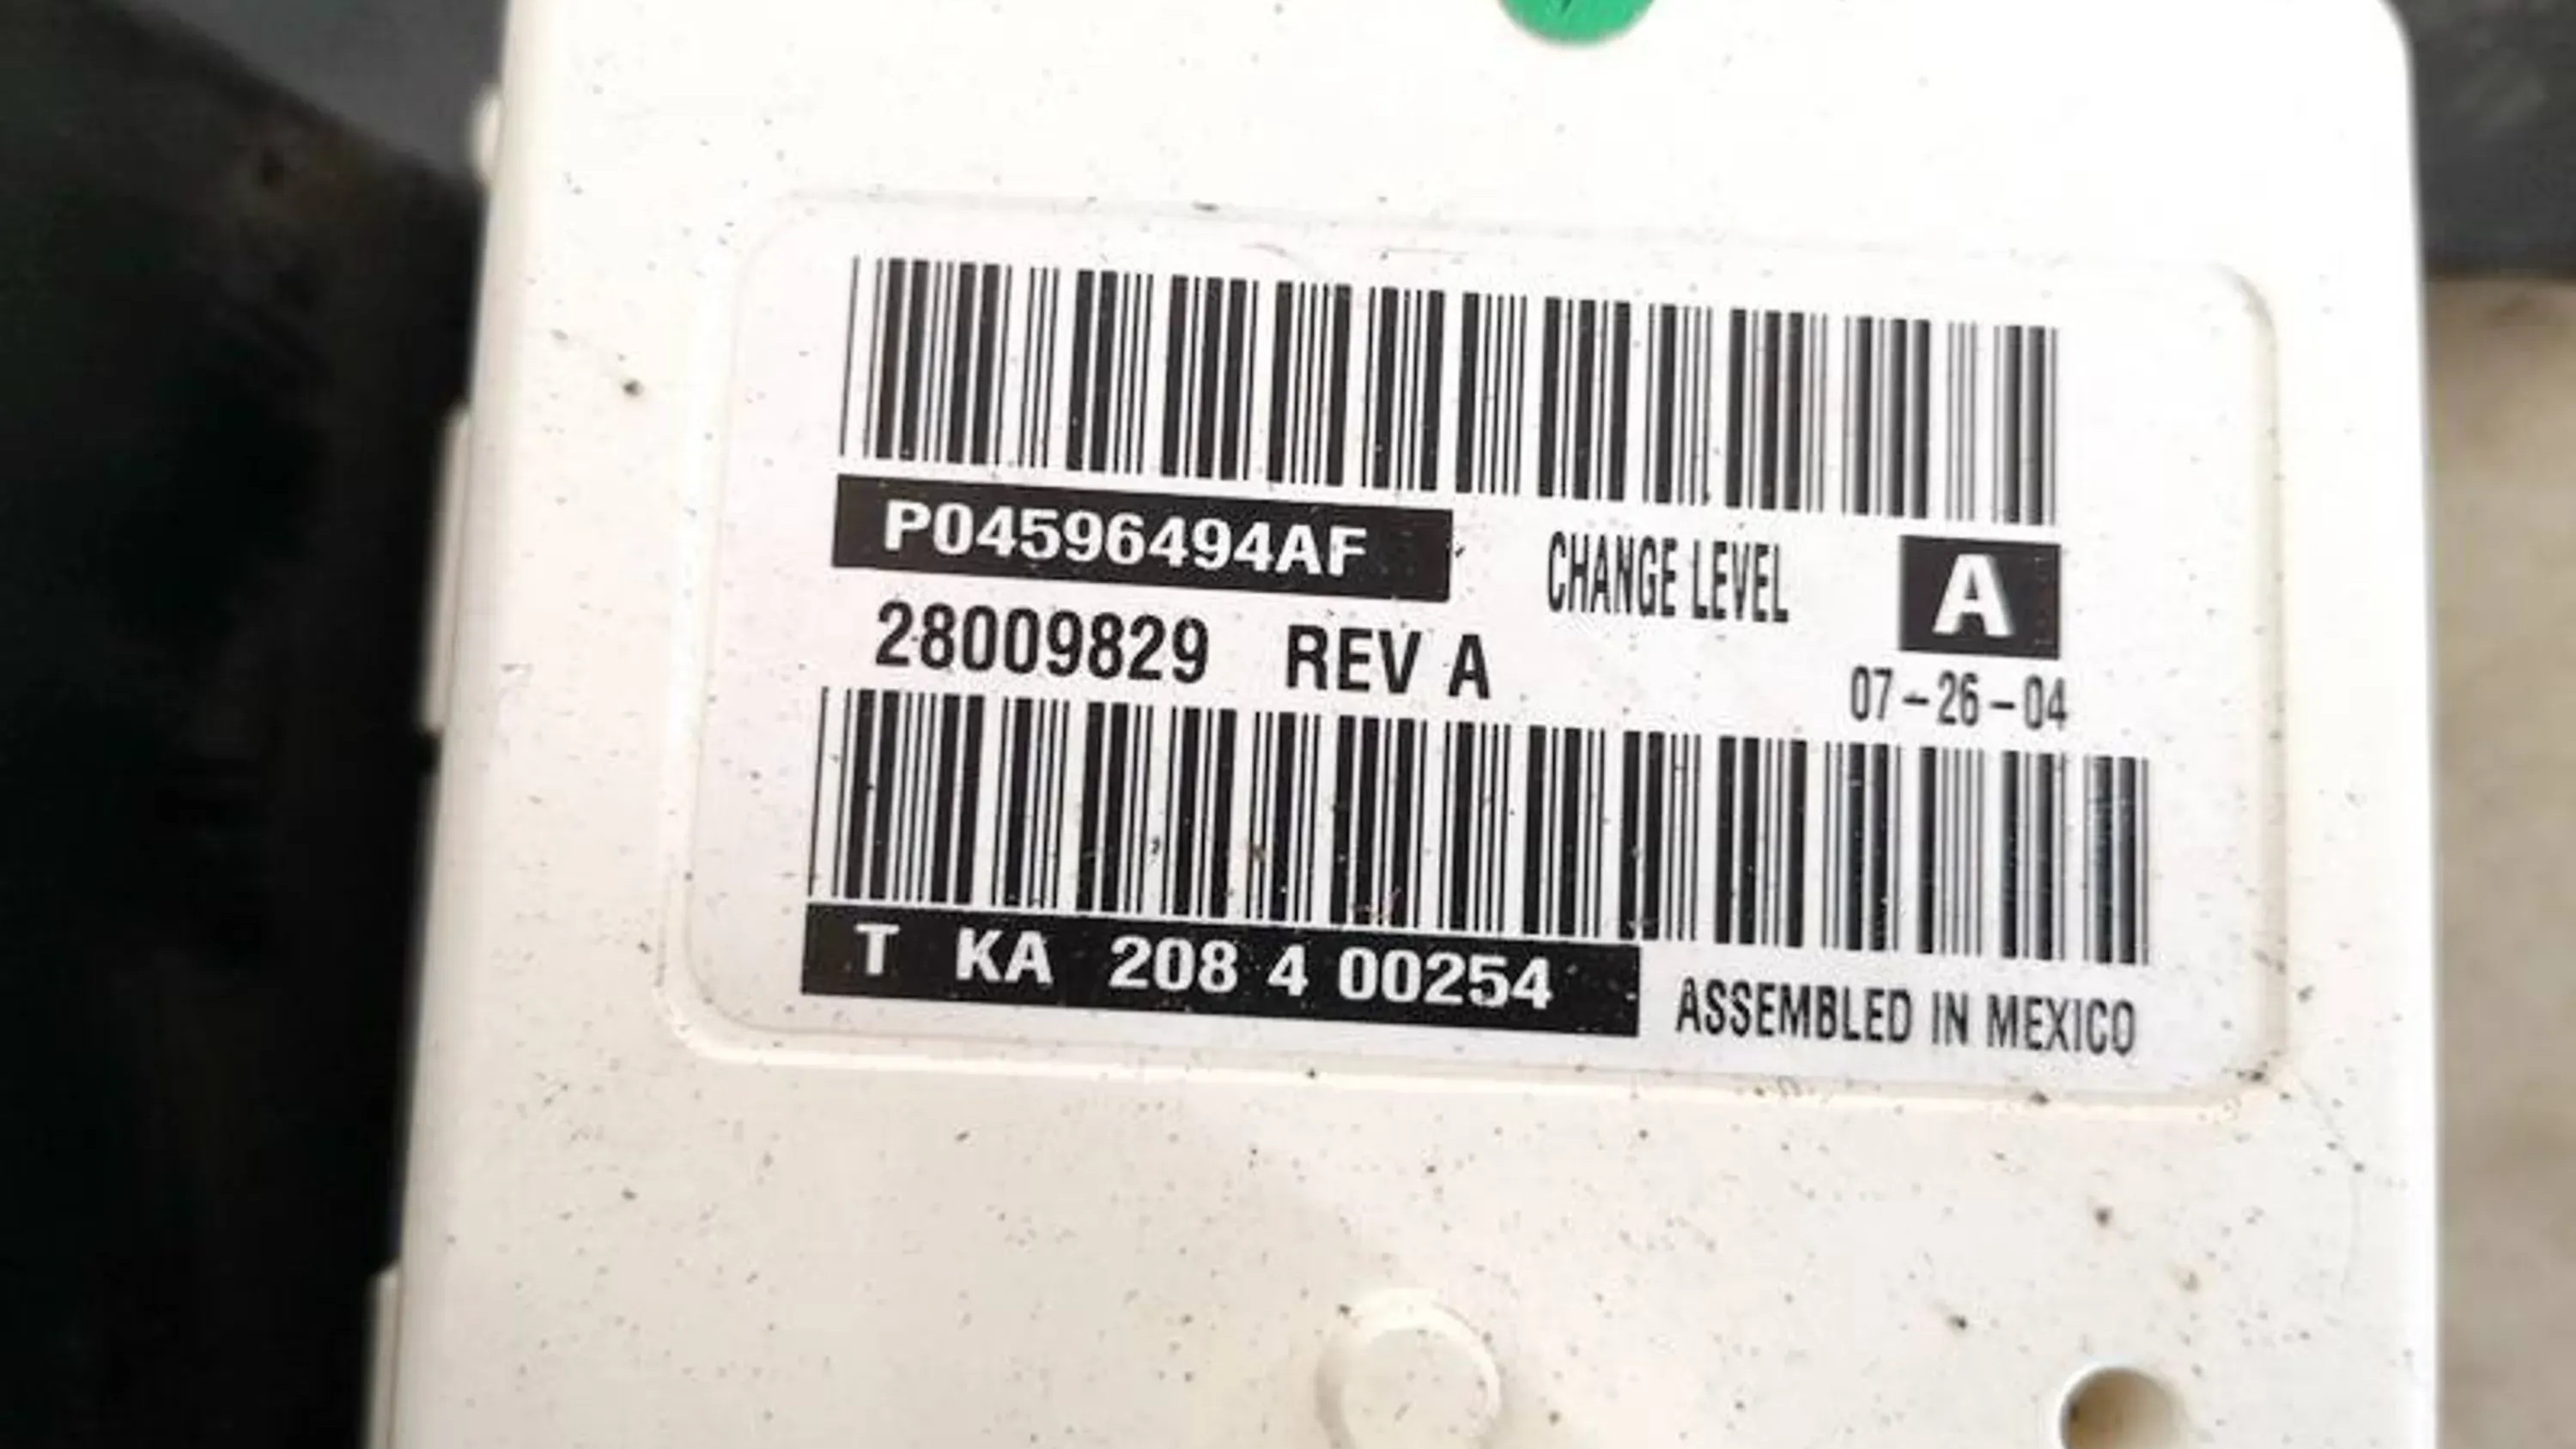 P04596494AF CHANGE LEVEL A
28009829 REV A
07-26-04
T KA 208 4 00254 ASSEMBLED IN MEXICO